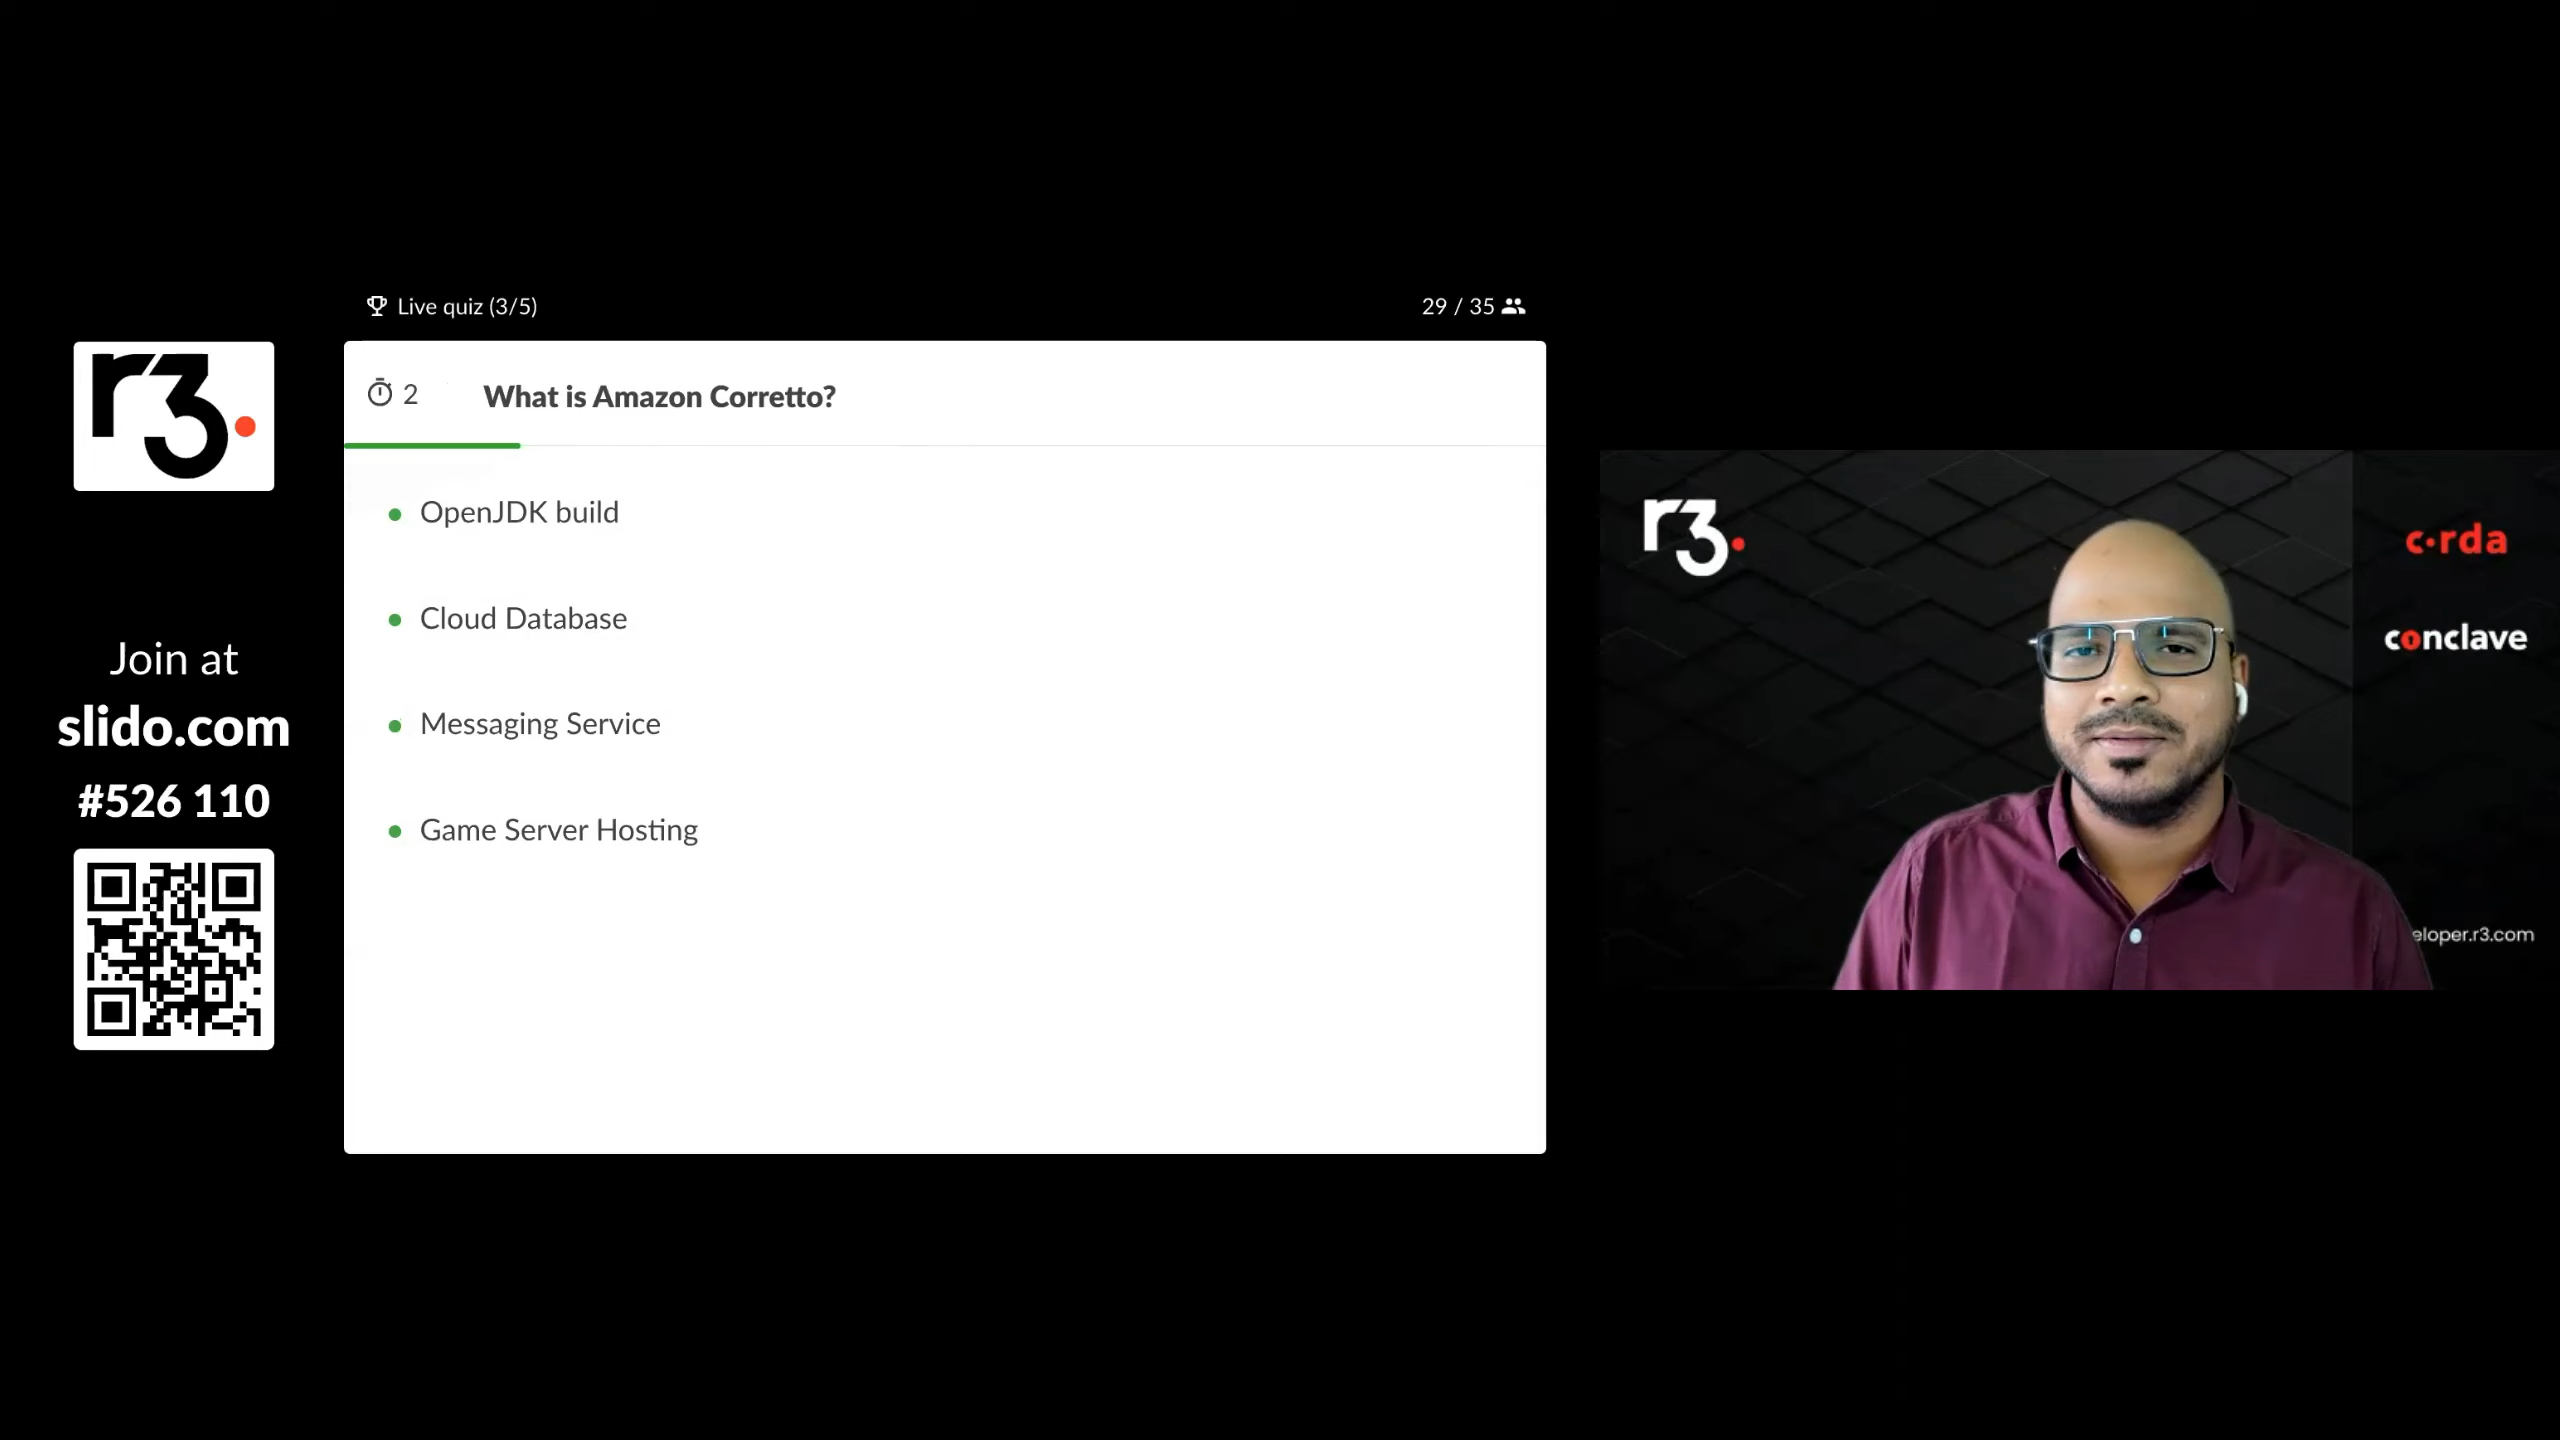 Live quiz (3/5)
29 / 35
r3.
2
What is Amazon Corretto?
OpenJDK build
Cloud Database
Messaging Service
Game Server Hosting
Join at
slido.com
#526 110
r3.
c•rda
conclave
eloper.r3.com